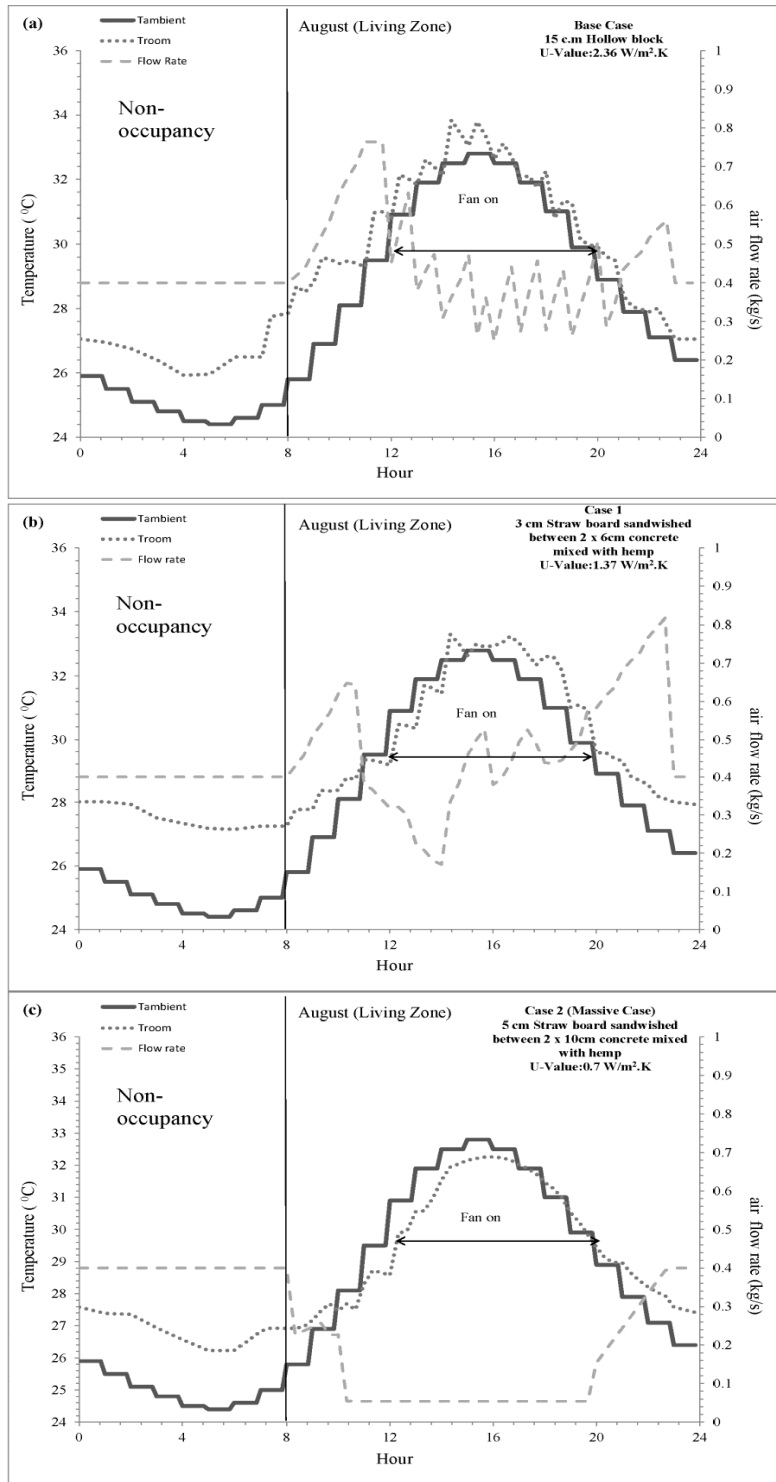 (a)
August (Living Zone)
Base Case
15 c.m Hollow block
U-Value:2.36 W/m².K
Tambient
Troom
Flow Rate
Non-
occupancy
Fan on
Temperature ( ⁰C)
36
34
32
30
28
26
24
air flow rate (kg/s)
1
0.9
0.8
0.7
0.6
0.5
0.4
0.3
0.2
0.1
0
0
4
8
12
16
20
24
Hour
(b)
August (Living Zone)
Case 1
3 cm Straw board sandwished
between 2 x 6cm concrete
mixed with hemp
U-Value:1.37 W/m².K
Tambient
Troom
Flow rate
Non-
occupancy
Fan on
Temperature ( ⁰C)
36
34
32
30
28
26
24
air flow rate (kg/s)
1
0.9
0.8
0.7
0.6
0.5
0.4
0.3
0.2
0.1
0
0
4
8
12
16
20
24
Hour
(c)
August (Living Zone)
Case 2 (Massive Case)
5 cm Straw board sandwished
between 2 x 10cm concrete mixed
with hemp
U-Value:0.7 W/m².K
Tambient
Troom
Flow rate
Non-
occupancy
Fan on
Temperature ( ⁰C)
36
35
34
33
32
31
30
29
28
27
26
25
24
air flow rate (kg/s)
1
0.9
0.8
0.7
0.6
0.5
0.4
0.3
0.2
0.1
0
0
4
8
12
16
20
24
Hour